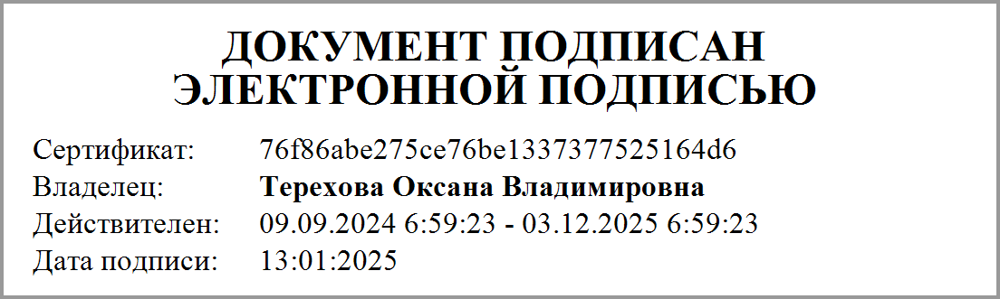 ДОКУМЕНТ ПОДПИСАН
ЭЛЕКТРОННОЙ ПОДПИСЬЮ
Сертификат: 76f86abe275ce76be1337377525164d6
Владелец: Терехова Оксана Владимировна
Действителен: 09.09.2024 6:59:23 - 03.12.2025 6:59:23
Дата подписи: 13:01:2025